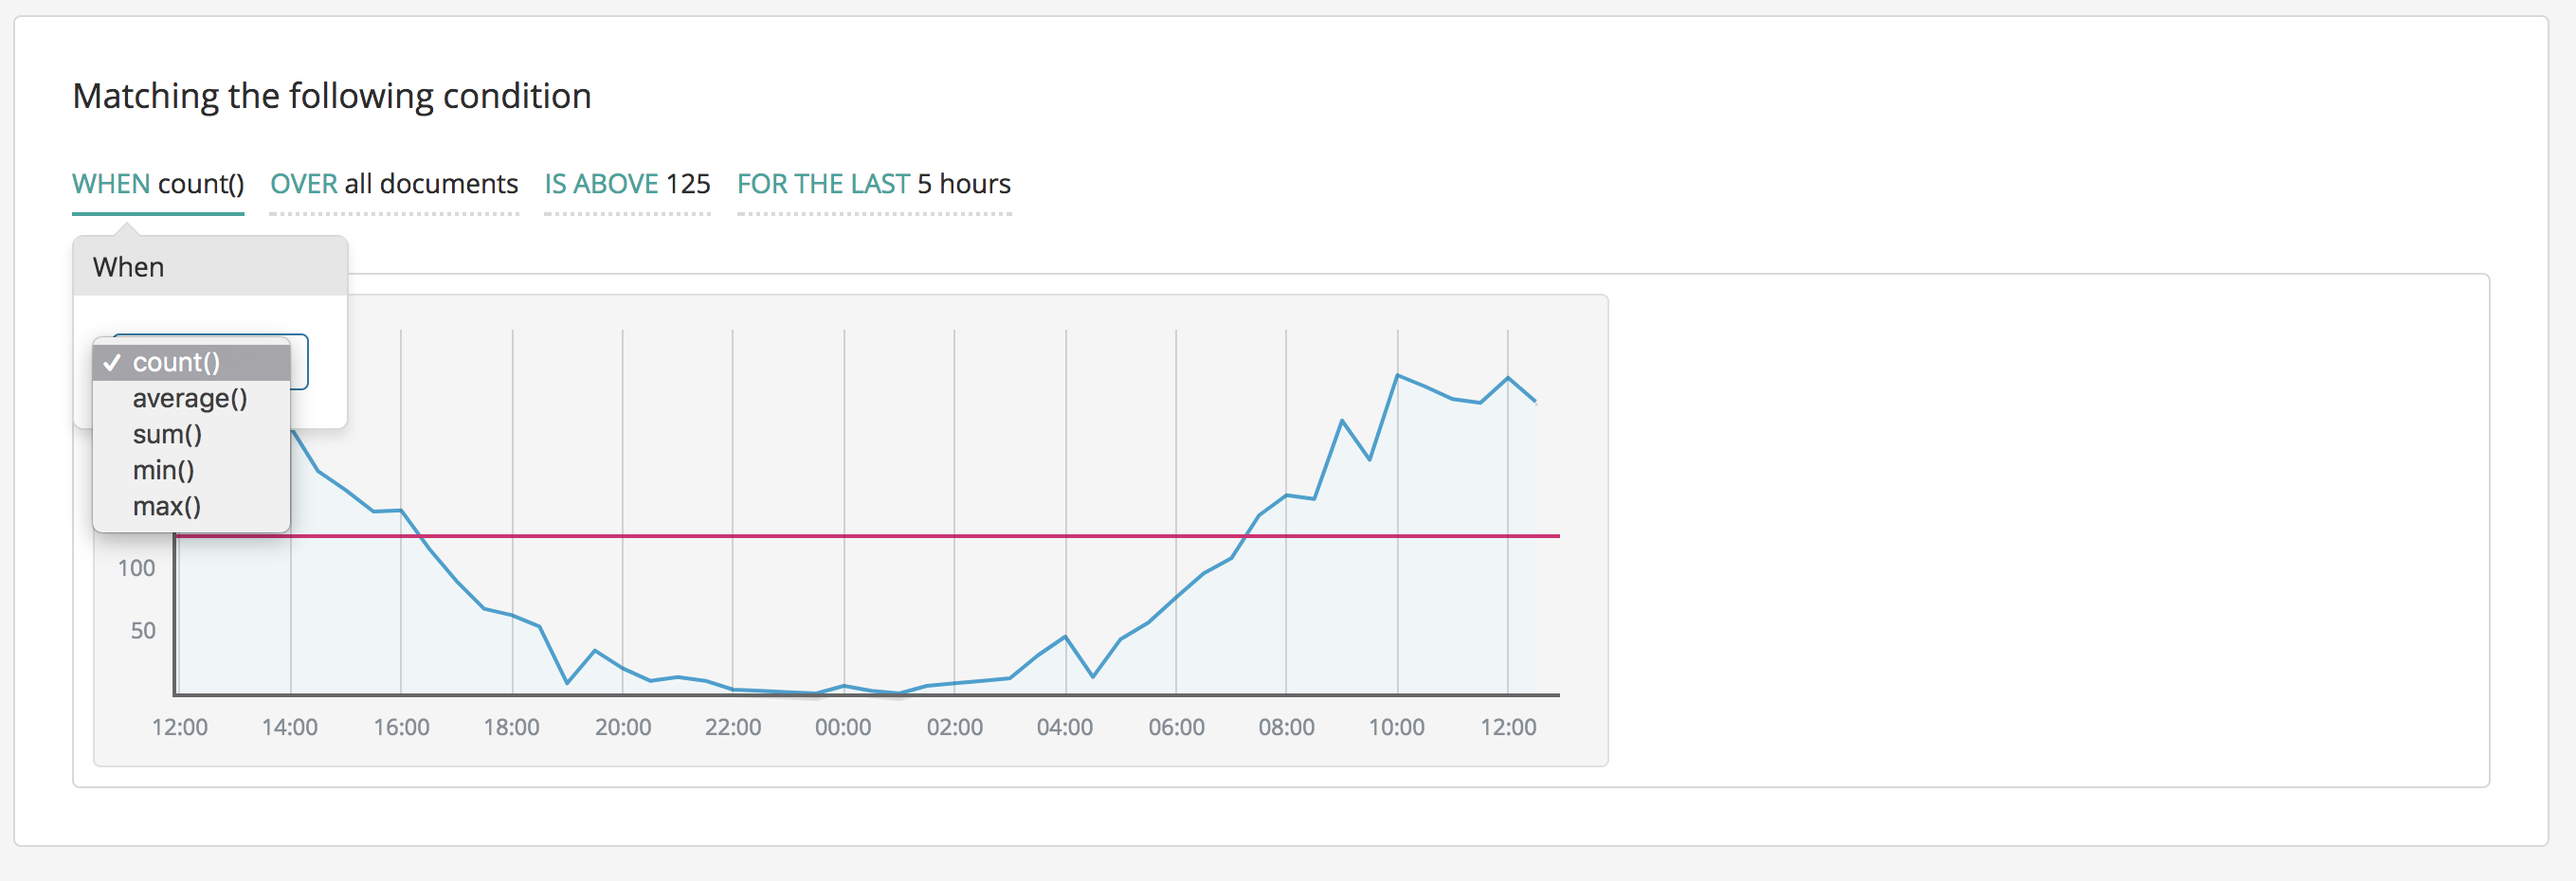 Matching the following condition
WHEN count() OVER all documents IS ABOVE 125 FOR THE LAST 5 hours
When
✓ count()
average()
sum()
min()
max()
100
50
12:00 14:00 16:00 18:00 20:00 22:00 00:00 02:00 04:00 06:00 08:00 10:00 12:00